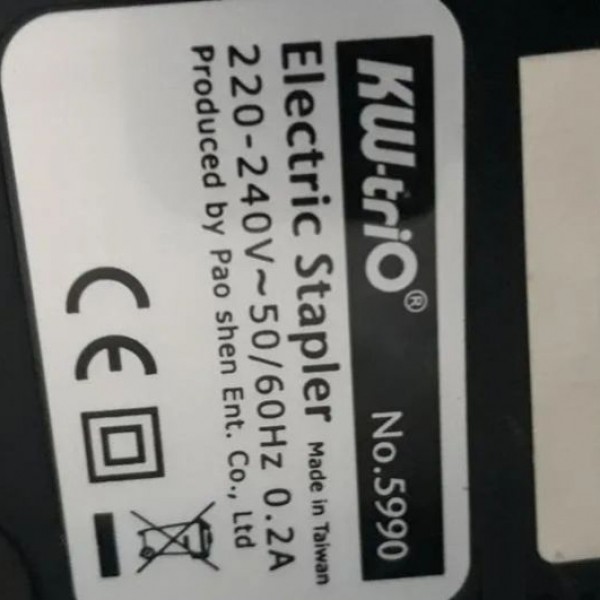 KW-triO® No.5990
Electric Stapler Made in Taiwan
220-240V~50/60Hz 0.2A
Produced by Pao shen Ent. Co., Ltd
CE